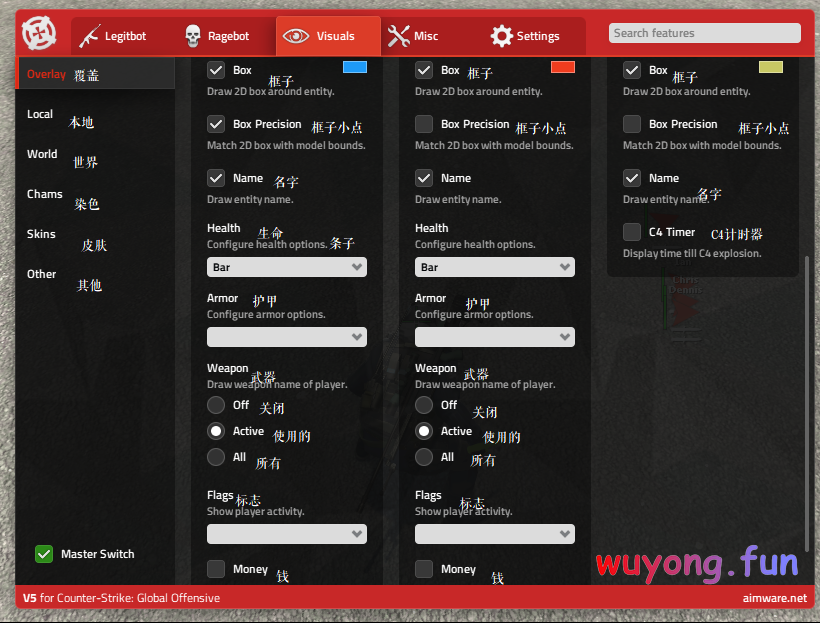 Legitbot
Ragebot
Visuals
Misc
Settings
Search features
Overlay 覆盖
Local 本地
World 世界
Chams 染色
Skins 皮肤
Other 其他
Master Switch
Box 框子
Draw 2D box around entity.
Box Precision 框子小点
Match 2D box with model bounds.
Name 名字
Draw entity name.
Health 生命
Configure health options. 条子
Bar
Armor 护甲
Configure armor options.
Weapon 武器
Draw weapon name of player.
Off 关闭
Active 使用的
All 所有
Flags 标志
Show player activity.
Money 钱
Box 框子
Draw 2D box around entity.
Box Precision 框子小点
Match 2D box with model bounds.
Name
Draw entity name.
Health
Configure health options.
Bar
Armor 护甲
Configure armor options.
Weapon 武器
Draw weapon name of player.
Off 关闭
Active 使用的
All 所有
Flags 标志
Show player activity.
Money 钱
Box 框子
Draw 2D box around entity.
Box Precision 框子小点
Match 2D box with model bounds.
Name 名字
Draw entity name.
C4 Timer C4计时器
Display time till C4 explosion.
Chris
Dennis
wuyong.fun
V5 for Counter-Strike: Global Offensive
aimware.net